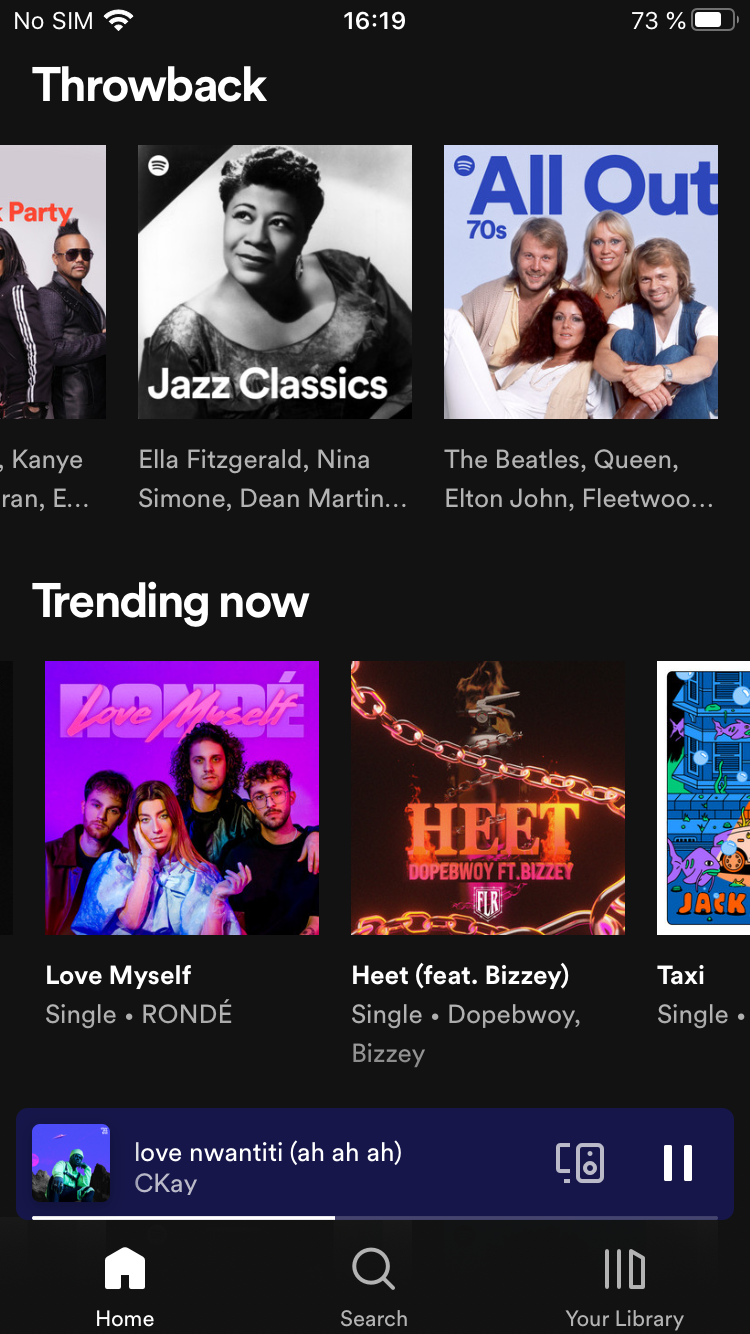 No SIM 16:19 73 %
Throwback
Party
Jazz Classics
All Out
70s
, Kanye
ran, E...
Ella Fitzgerald, Nina
Simone, Dean Martin...
The Beatles, Queen,
Elton John, Fleetwoo...
Trending now
RONDÉ
Love Myself
HEET
DOPEBWOY FT. BIZZEY
FLR
JACK
Love Myself
Single • RONDÉ
Heet (feat. Bizzey)
Single • Dopebwoy,
Bizzey
Taxi
Single •
love nwantiti (ah ah ah)
CKay
Home
Search
Your Library